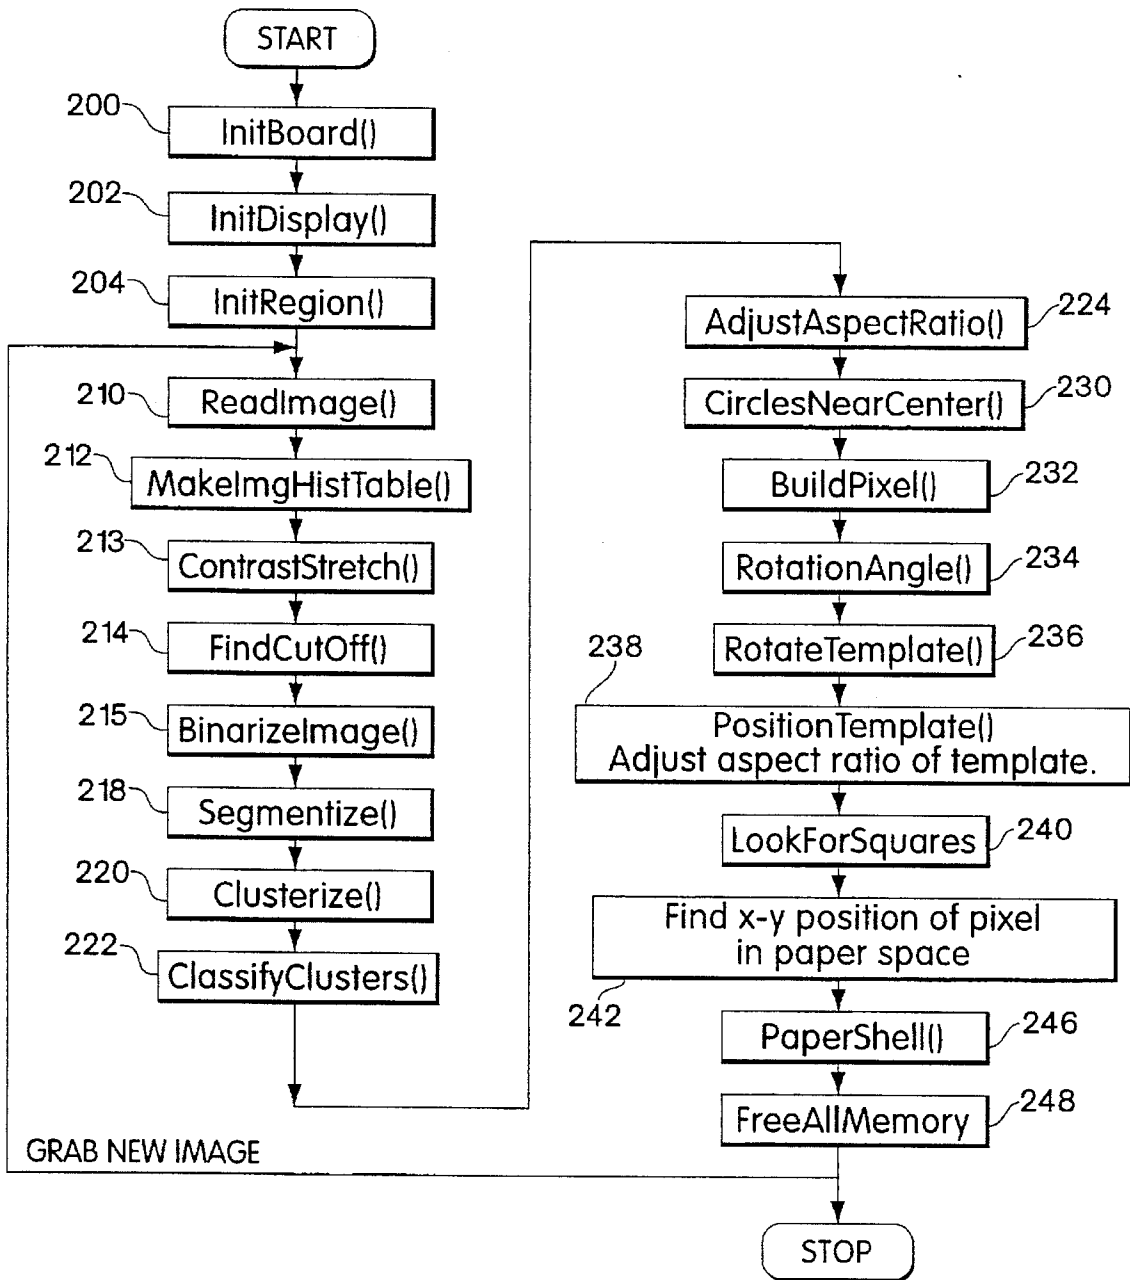 START
200
InitBoard()
202
InitDisplay()
204
InitRegion()
210
ReadImage()
212
MakeImgHistTable()
213
ContrastStretch()
214
FindCutOff()
215
BinarizeImage()
218
Segmentize()
220
Clusterize()
222
ClassifyClusters()
GRAB NEW IMAGE
AdjustAspectRatio()
224
CirclesNearCenter()
230
BuildPixel()
232
RotationAngle()
234
RotateTemplate()
236
238
PositionTemplate()
Adjust aspect ratio of template.
LookForSquares
240
Find x-y position of pixel
in paper space
242
PaperShell()
246
FreeAllMemory
248
STOP